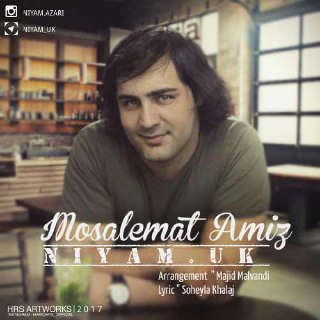 NIYAM.AZARI
NIYAM_UK
Mosalemat Amiz
NIYAM.UK
Arrangement " Majid Malvandi
Lyric " Soheyla Khalaj
HRS ARTWORKS | 2017